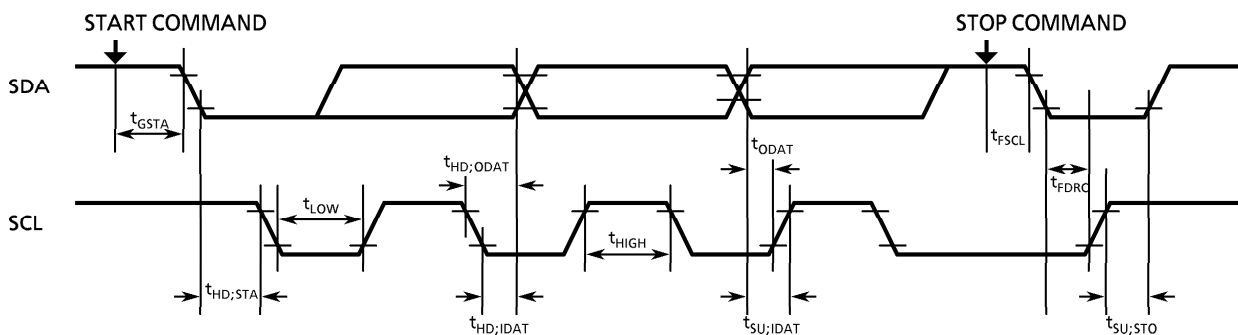 START COMMAND
STOP COMMAND
SDA
tGSTA
tHD;ODAT
tODAT
tFSCL
tFDRC
SCL
tLOW
tHIGH
tHD;STA
tHD;IDAT
tSU;IDAT
tSU;STO